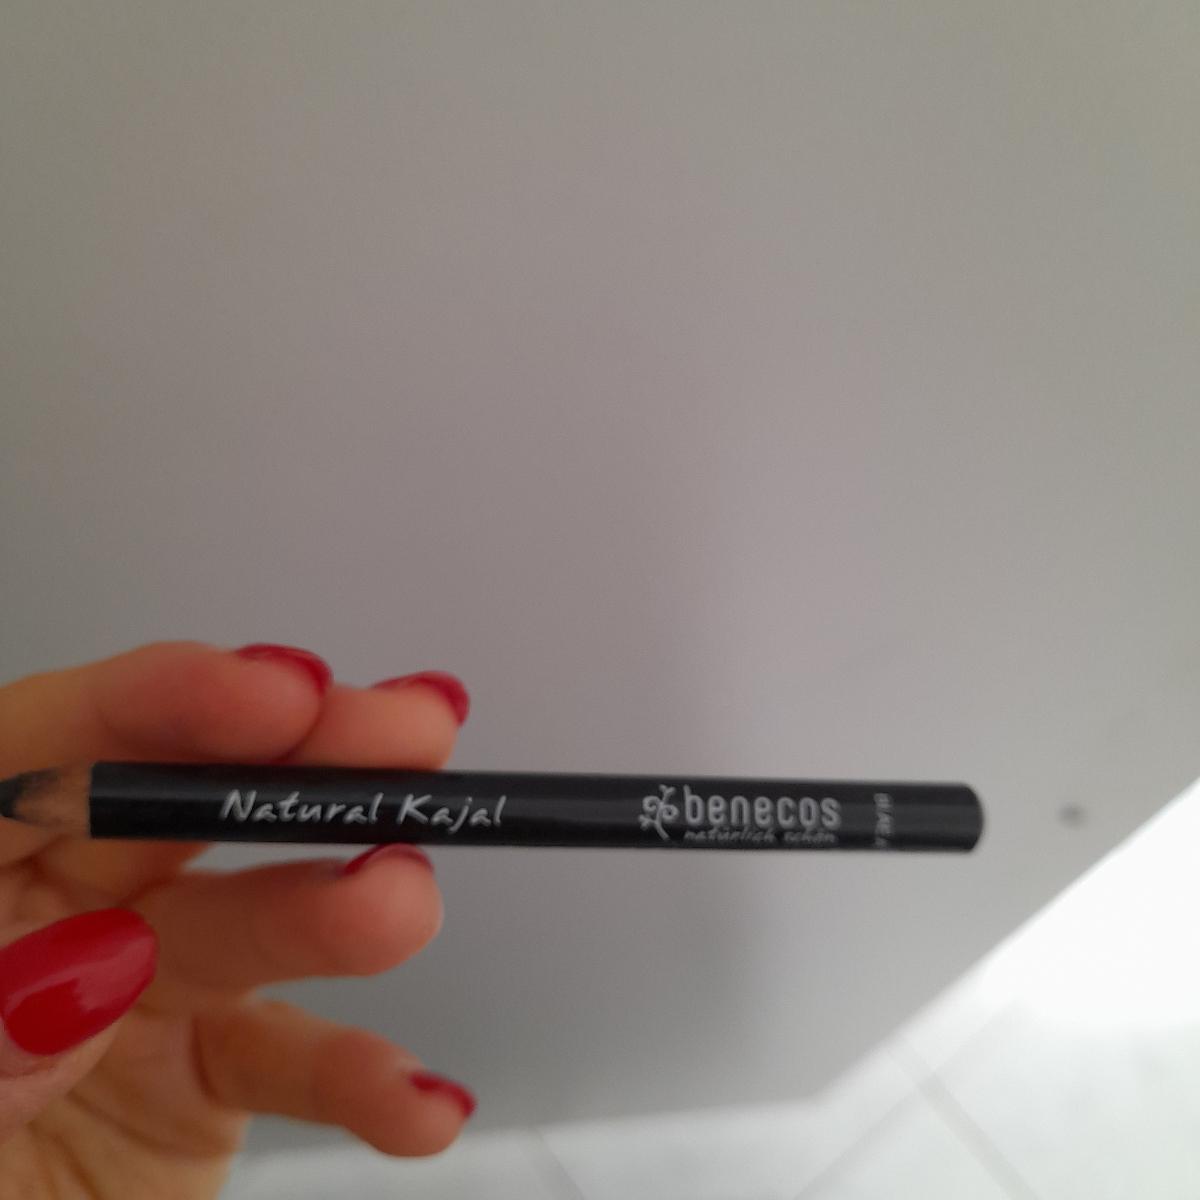 Natural Kajal
benecos
natürlich schön